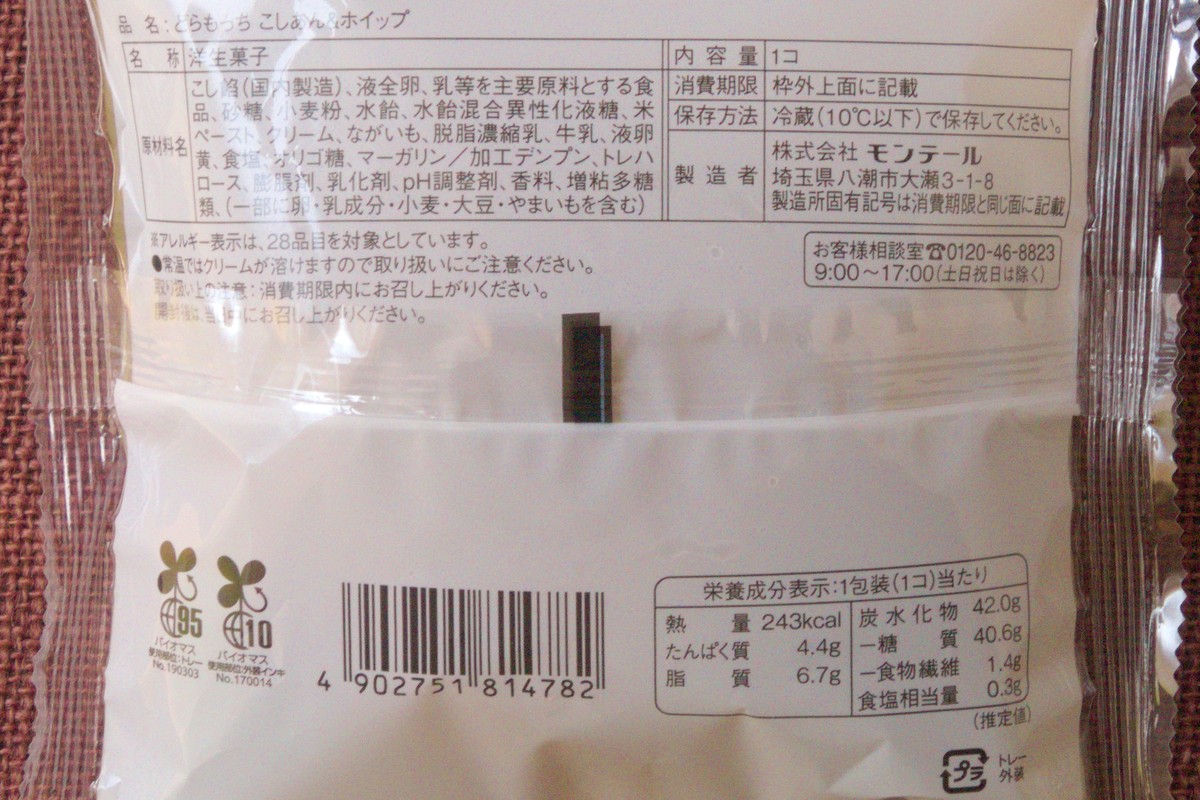 品 名：どらもっち こしあん&ホイップ
名 称 洋生菓子
原材料名
こし餡（国内製造）、液全卵、乳等を主要原料とする食
品、砂糖、小麦粉、水飴、水飴混合異性化液糖、米
ペースト、クリーム、ながいも、脱脂濃縮乳、牛乳、液卵
黄、食塩、オリゴ糖、マーガリン／加工デンプン、トレハ
ロース、膨脹剤、乳化剤、pH調整剤、香料、増粘多糖
類、（一部に卵・乳成分・小麦・大豆・やまいもを含む）
内容量 1コ
消費期限 枠外上面に記載
保存方法 冷蔵（10℃以下）で保存してください。
製造者
株式会社 モンテール
埼玉県八潮市大瀬3-1-8
製造所固有記号は消費期限と同じ面に記載
※アレルギー表示は、28品目を対象としています。
●常温ではクリームが溶けますので取り扱いにご注意ください。
取り扱い上の注意：消費期限内にお召し上がりください。
開封後は、当日中にお召し上がりください。
お客様相談室☎0120-46-8823
9:00〜17:00（土日祝日は除く）
95
バイオマス
使用部位：トレー
No.190303
10
バイオマス
使用部位：外装インキ
No.170014
4 902751 814782
栄養成分表示：1包装（1コ）当たり
熱 量 243kcal
たんぱく質 4.4g
脂 質 6.7g
炭水化物 42.0g
−糖 質 40.6g
−食物繊維 1.4g
食塩相当量 0.3g
（推定値）
プラ
トレー
外装